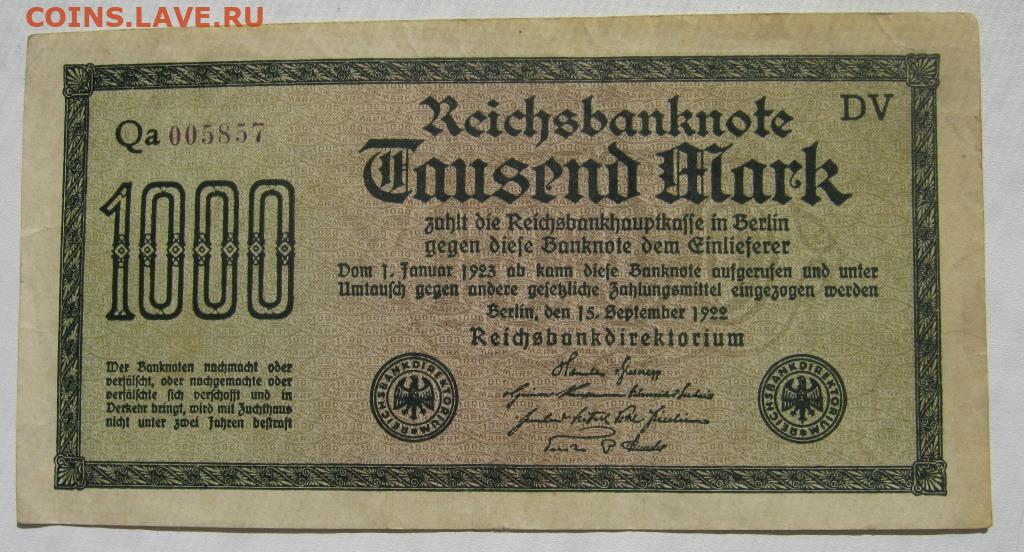 COINS.LAVE.RU
Reichsbanknote
DV
Qa 005857
Tausend Mark
1000
zahlt die Reichsbankhauptkasse in Berlin
gegen diese Banknote dem Einlieferer
Vom 1. Januar 1923 ab kann diese Banknote aufgerufen und unter
Umtausch gegen andere gesetzliche Zahlungsmittel eingezogen werden
Berlin, den 15. September 1922
Reichsbankdirektorium
Wer Banknoten nachmacht oder
verfälscht, oder nachgemachte oder
verfälschte sich verschafft und in
Verkehr bringt, wird mit Zuchthaus
nicht unter zwei Jahren bestraft
REICHSBANKDIREKTORIUM
REICHSBANKDIREKTORIUM